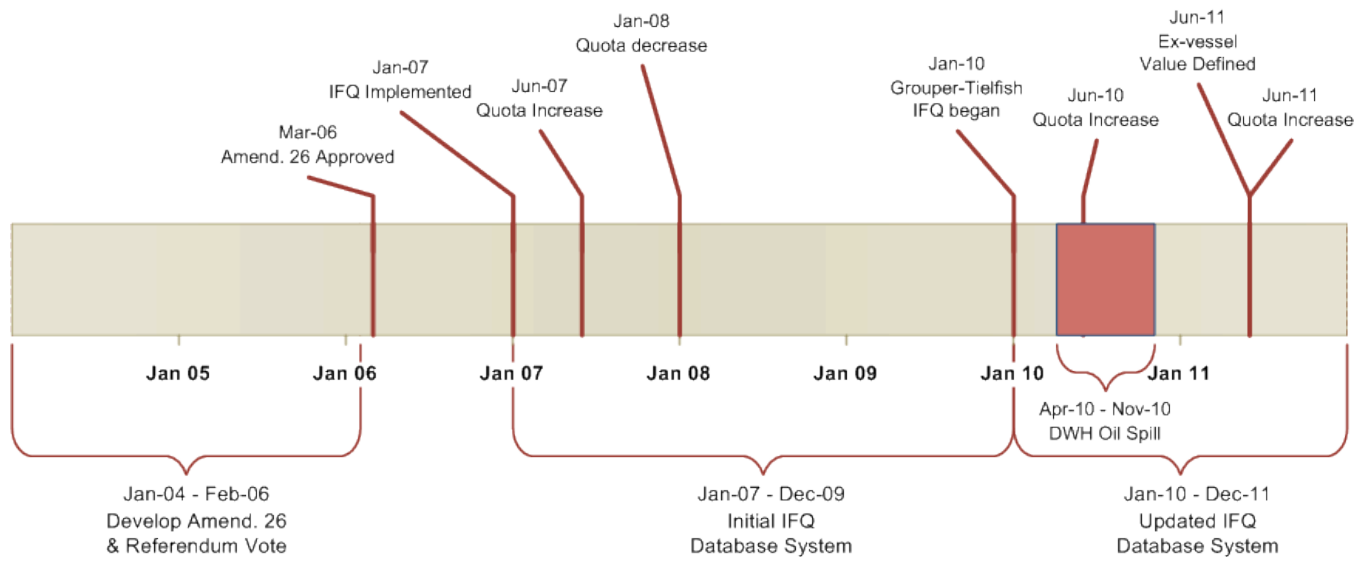 Jan-08
Quota decrease
Jun-11
Ex-vessel
Value Defined
Jan-07
IFQ Implemented
Jan-10
Grouper-Tielfish
IFQ began
Jun-07
Quota Increase
Jun-10
Quota Increase
Jun-11
Quota Increase
Mar-06
Amend. 26 Approved
Jan 05
Jan 06
Jan 07
Jan 08
Jan 09
Jan 10
Jan 11
Apr-10 - Nov-10
DWH Oil Spill
Jan-04 - Feb-06
Develop Amend. 26
& Referendum Vote
Jan-07 - Dec-09
Initial IFQ
Database System
Jan-10 - Dec-11
Updated IFQ
Database System